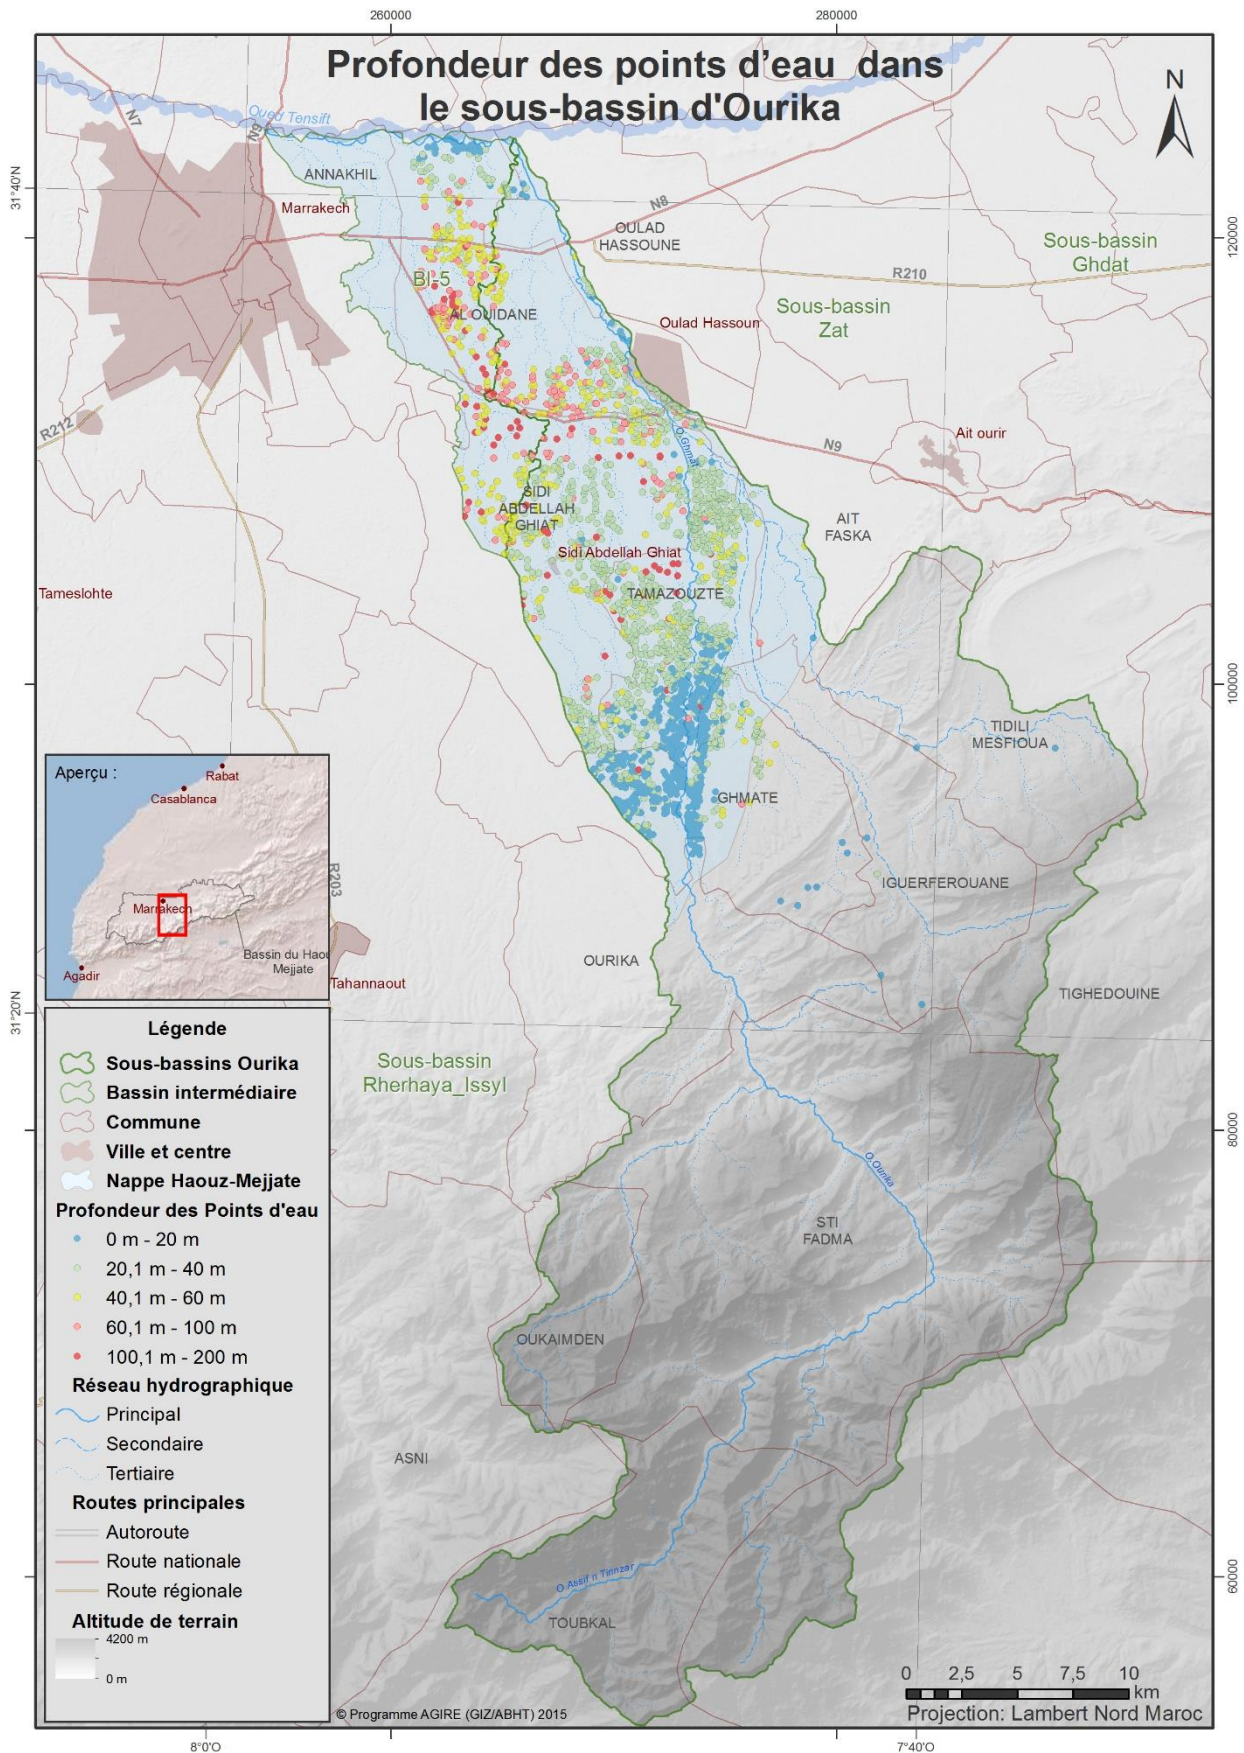 260000
280000
Profondeur des points d'eau dans
le sous-bassin d'Ourika
N
Oued Tensift
N7
N9
31°40'N
ANNAKHIL
Marrakech
N8
OULAD
HASSOUNE
120000
Sous-bassin
Ghdat
R210
BI-5
Sous-bassin
Zat
AL OUIDANE
Oulad Hassoun
R212
O.Ghmat
N9
Ait ourir
SIDI
ABDELLAH
GHIAT
AIT
FASKA
Sidi Abdellah Ghiat
TAMAZOUZTE
Tameslohte
100000
TIDILI
MESFIOUA
GHMATE
Aperçu :
Rabat
Casablanca
Marrakech
Bassin du Haou
Mejjate
Agadir
R203
IGUERFEROUANE
OURIKA
Tahannaout
TIGHEDOUINE
31°20'N
Sous-bassin
Rherhaya_Issyl
80000
O.Ourika
STI
FADMA
OUKAIMDEN
ASNI
O Assif n Tinnzar
60000
TOUBKAL
Légende
Sous-bassins Ourika
Bassin intermédiaire
Commune
Ville et centre
Nappe Haouz-Mejjate
Profondeur des Points d'eau
0 m - 20 m
20,1 m - 40 m
40,1 m - 60 m
60,1 m - 100 m
100,1 m - 200 m
Réseau hydrographique
Principal
Secondaire
Tertiaire
Routes principales
Autoroute
Route nationale
Route régionale
Altitude de terrain
4200 m
0 m
0 2,5 5 7,5 10
km
© Programme AGIRE (GIZ/ABHT) 2015
Projection: Lambert Nord Maroc
8°0'O
7°40'O